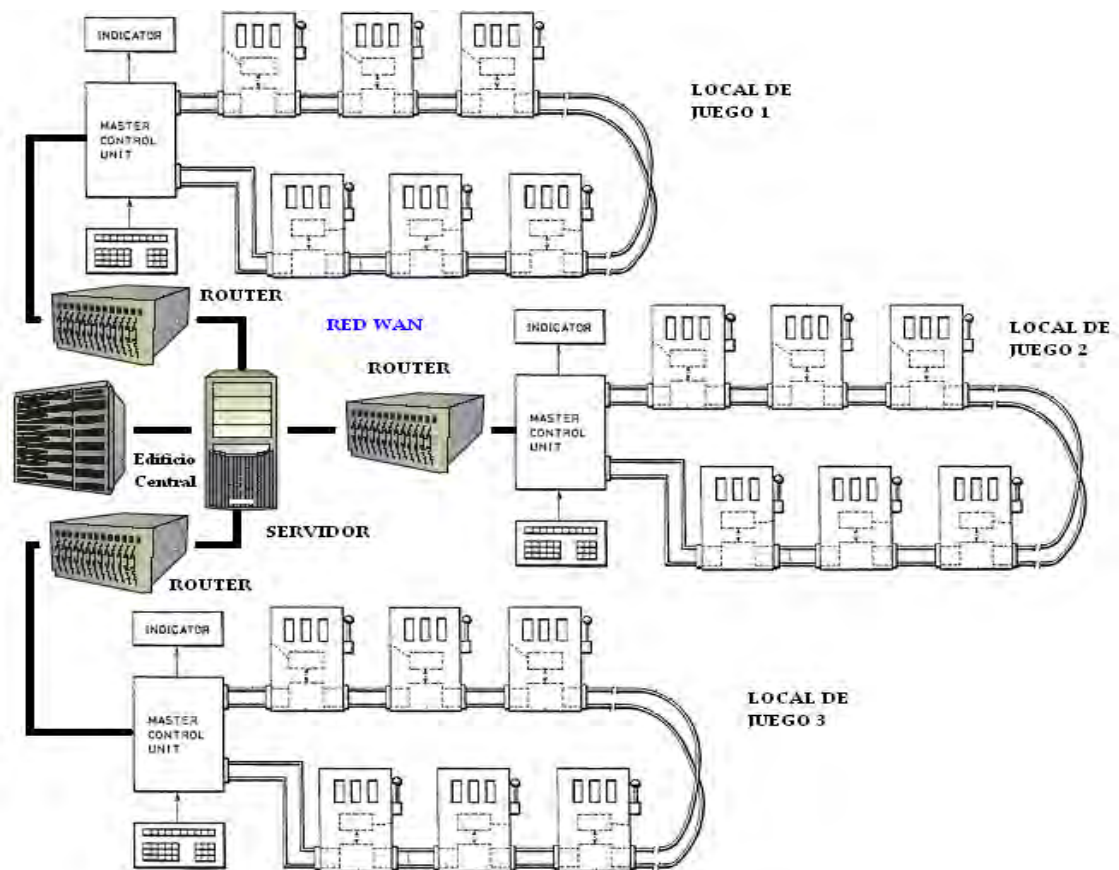 INDICATOR
MASTER
CONTROL
UNIT
LOCAL DE
JUEGO 1
ROUTER
RED WAN
ROUTER
INDICATOR
MASTER
CONTROL
UNIT
LOCAL DE
JUEGO 2
Edificio
Central
SERVIDOR
ROUTER
INDICATOR
MASTER
CONTROL
UNIT
LOCAL DE
JUEGO 3